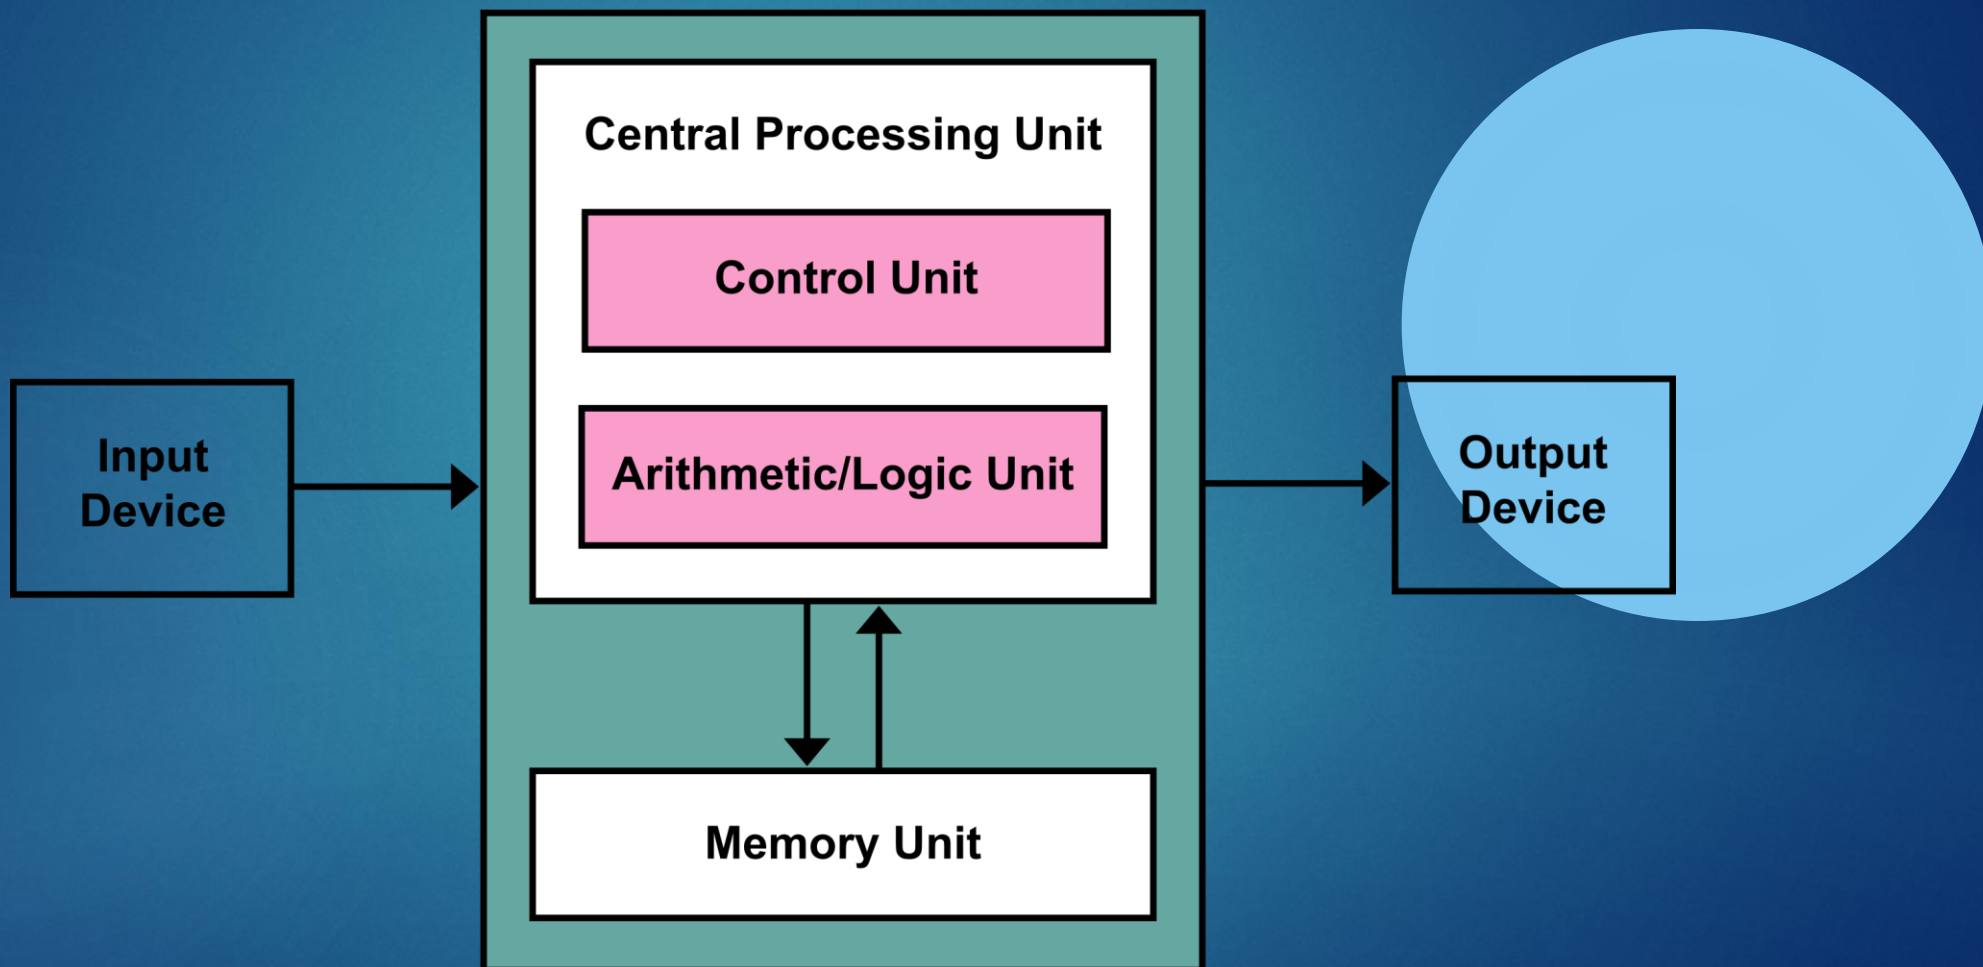 Central Processing Unit
Control Unit
Arithmetic/Logic Unit
Input
Device
Output
Device
Memory Unit